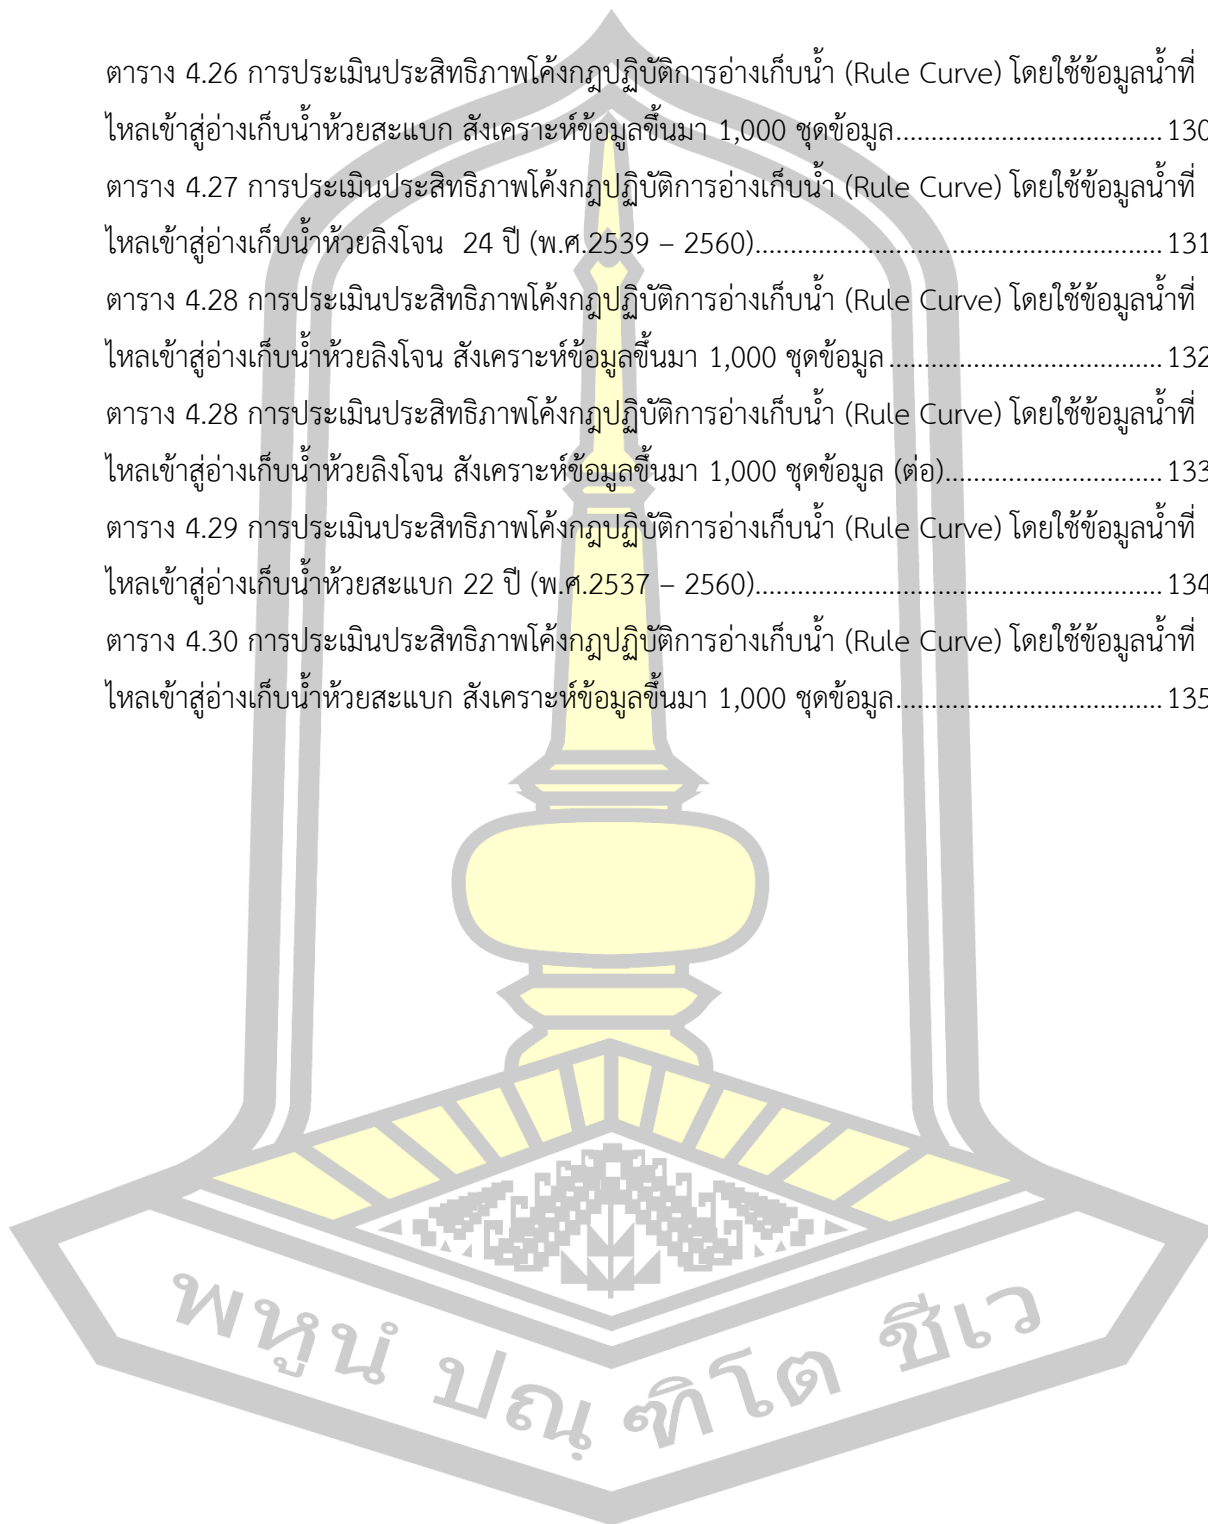 ตาราง 4.26 การประเมินประสิทธิภาพโค้งกฎปฏิบัติการอ่างเก็บน้ำ (Rule Curve) โดยใช้ข้อมูลน้ำที่
ไหลเข้าสู่อ่างเก็บน้ำห้วยสะแบก สังเคราะห์ข้อมูลขึ้นมา 1,000 ชุดข้อมูล...................................... 130
ตาราง 4.27 การประเมินประสิทธิภาพโค้งกฎปฏิบัติการอ่างเก็บน้ำ (Rule Curve) โดยใช้ข้อมูลน้ำที่
ไหลเข้าสู่อ่างเก็บน้ำห้วยลิงโจน 24 ปี (พ.ศ.2539 – 2560).......................................................... 131
ตาราง 4.28 การประเมินประสิทธิภาพโค้งกฎปฏิบัติการอ่างเก็บน้ำ (Rule Curve) โดยใช้ข้อมูลน้ำที่
ไหลเข้าสู่อ่างเก็บน้ำห้วยลิงโจน สังเคราะห์ข้อมูลขึ้นมา 1,000 ชุดข้อมูล ....................................... 132
ตาราง 4.28 การประเมินประสิทธิภาพโค้งกฎปฏิบัติการอ่างเก็บน้ำ (Rule Curve) โดยใช้ข้อมูลน้ำที่
ไหลเข้าสู่อ่างเก็บน้ำห้วยลิงโจน สังเคราะห์ข้อมูลขึ้นมา 1,000 ชุดข้อมูล (ต่อ)............................... 133
ตาราง 4.29 การประเมินประสิทธิภาพโค้งกฎปฏิบัติการอ่างเก็บน้ำ (Rule Curve) โดยใช้ข้อมูลน้ำที่
ไหลเข้าสู่อ่างเก็บน้ำห้วยสะแบก 22 ปี (พ.ศ.2537 – 2560).......................................................... 134
ตาราง 4.30 การประเมินประสิทธิภาพโค้งกฎปฏิบัติการอ่างเก็บน้ำ (Rule Curve) โดยใช้ข้อมูลน้ำที่
ไหลเข้าสู่อ่างเก็บน้ำห้วยสะแบก สังเคราะห์ข้อมูลขึ้นมา 1,000 ชุดข้อมูล...................................... 135
พหูนํ ปณฺ ฑิโต ชีเว